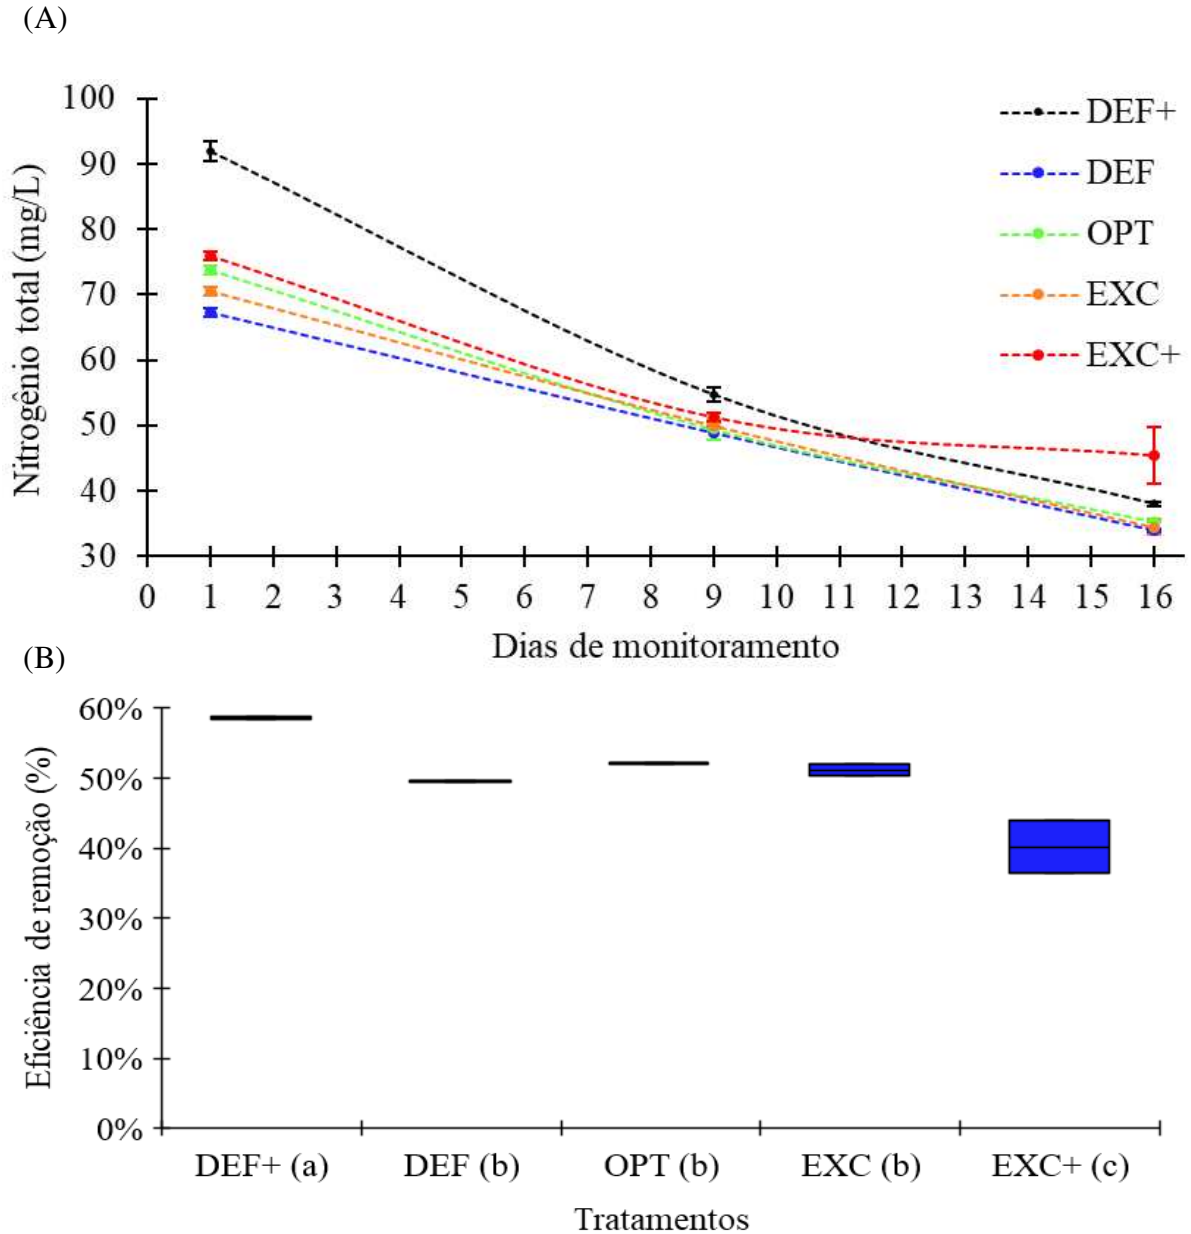 (A)
Nitrogênio total (mg/L)
100
90
80
70
60
50
40
30
DEF+
DEF
OPT
EXC
EXC+
0 1 2 3 4 5 6 7 8 9 10 11 12 13 14 15 16
Dias de monitoramento
(B)
Eficiência de remoção (%)
60%
50%
40%
30%
20%
10%
0%
DEF+ (a) DEF (b) OPT (b) EXC (b) EXC+ (c)
Tratamentos